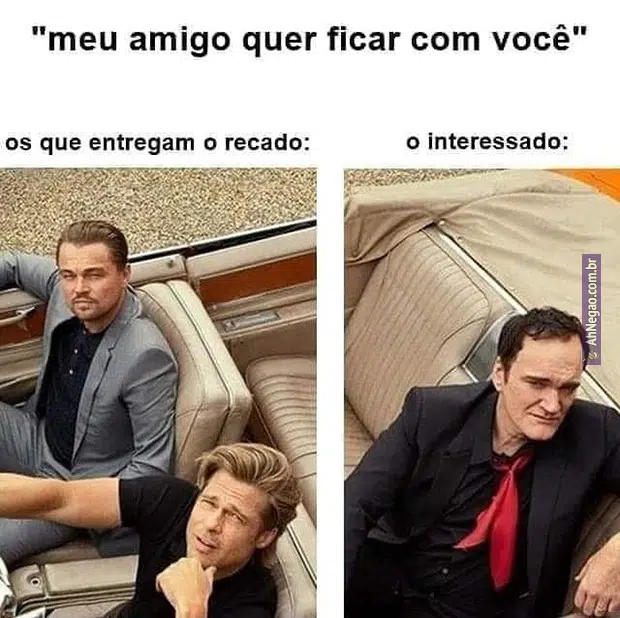 "meu amigo quer ficar com você"
os que entregam o recado:
o interessado:
AhNegao.com.br